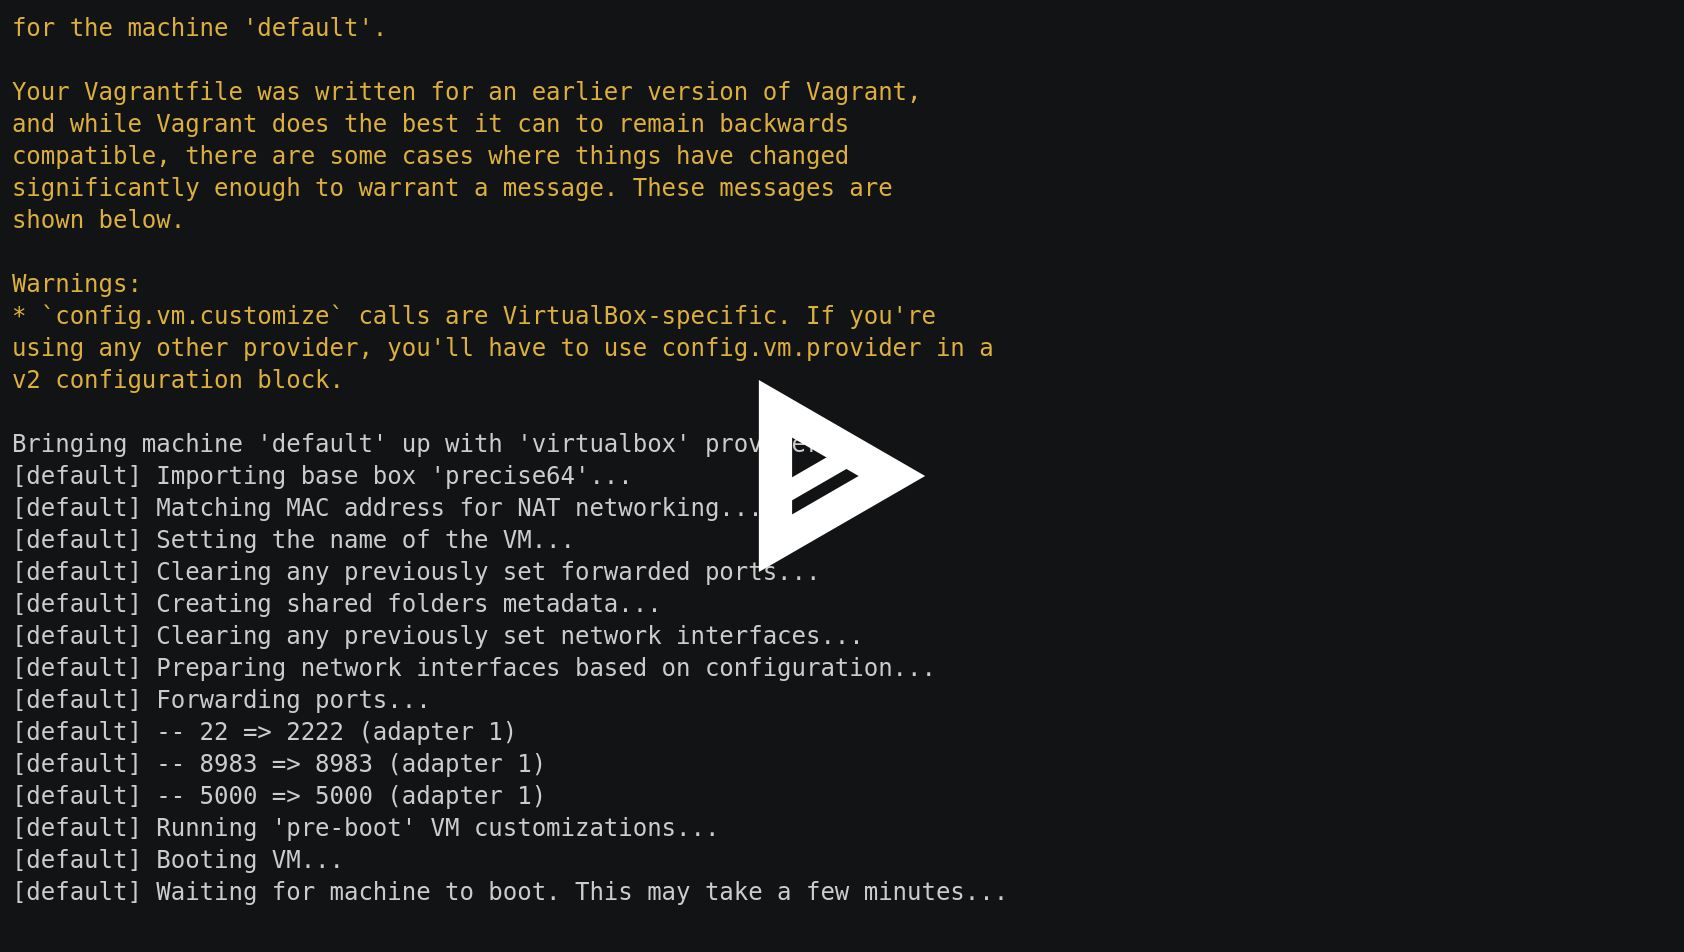 for the machine 'default'.
Your Vagrantfile was written for an earlier version of Vagrant,
and while Vagrant does the best it can to remain backwards
compatible, there are some cases where things have changed
significantly enough to warrant a message. These messages are
shown below.
Warnings:
* `config.vm.customize` calls are VirtualBox-specific. If you're
using any other provider, you'll have to use config.vm.provider in a
v2 configuration block.
Bringing machine 'default' up with 'virtualbox'
[default] Importing base box 'precise64'...
[default] Matching MAC address for NAT networking...
[default] Setting the name of the VM...
[default] Clearing any previously set forwarded ports...
[default] Creating shared folders metadata...
[default] Clearing any previously set network interfaces...
[default] Preparing network interfaces based on configuration...
[default] Forwarding ports...
[default] -- 22 => 2222 (adapter 1)
[default] -- 8983 => 8983 (adapter 1)
[default] -- 5000 => 5000 (adapter 1)
[default] Running 'pre-boot' VM customizations...
[default] Booting VM...
[default] Waiting for machine to boot. This may take a few minutes...